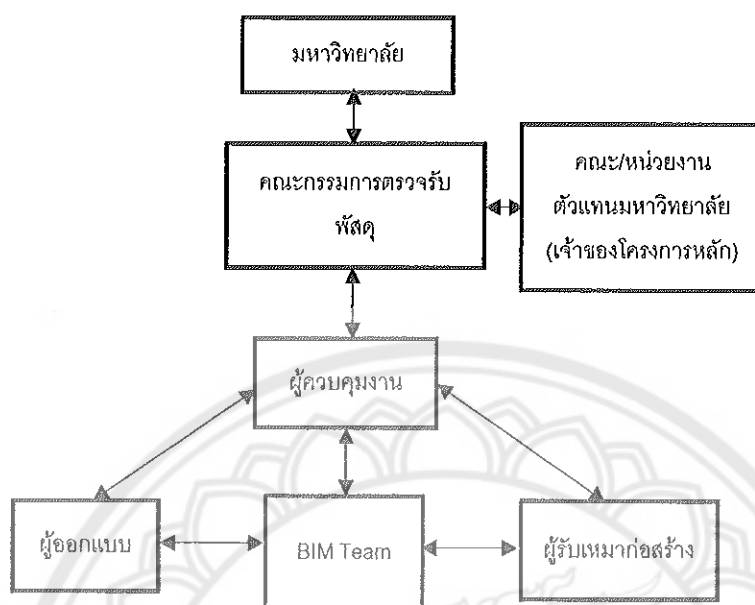 มหาวิทยาลัย
คณะกรรมการตรวจรับ
พัสดุ
คณะ/หน่วยงาน
ตัวแทนมหาวิทยาลัย
(เจ้าของโครงการหลัก)
ผู้ควบคุมงาน
ผู้ออกแบบ
BIM Team
ผู้รับเหมาก่อสร้าง